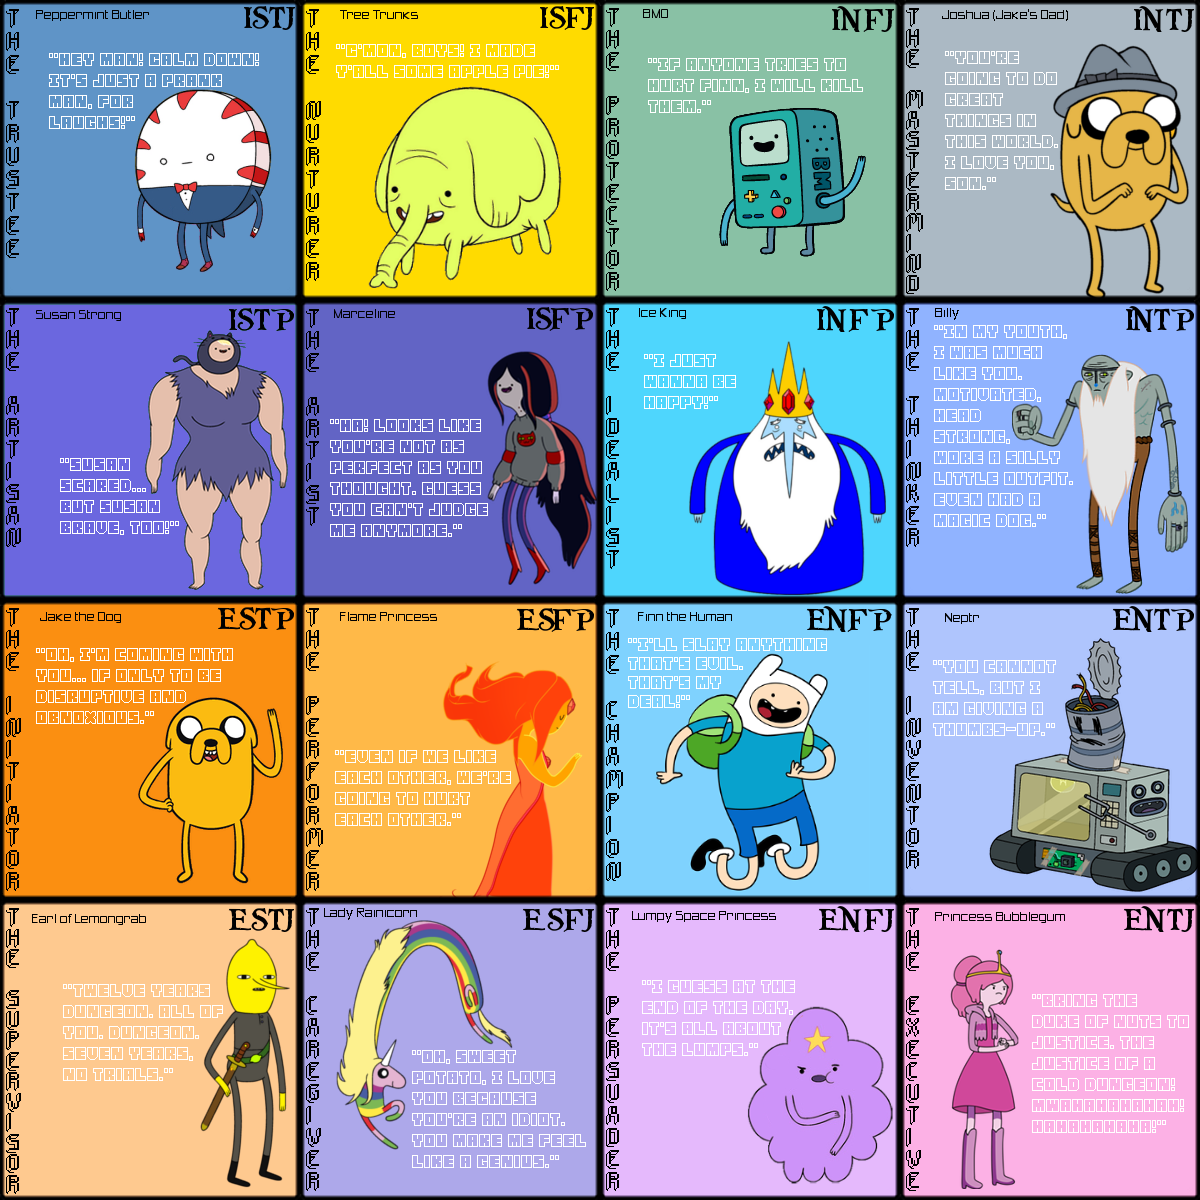 Peppermint Butler
ISTJ
THE TRUSTEE
"HEY MAN! CALM DOWN!
IT'S JUST A PRANK
MAN, FOR
LAUGHS!"
Tree Trunks
ISFJ
THE NURTURER
"C'MON, BOYS! I MADE
Y'ALL SOME APPLE PIE!"
BMO
INFJ
THE PROTECTOR
"IF ANYONE TRIES TO
HURT FINN, I WILL KILL
THEM."
BM
Joshua (Jake's Dad)
INTJ
THE MASTERMIND
"YOU'RE
GOING TO DO
GREAT
THINGS IN
THIS WORLD.
I LOVE YOU,
SON."
Susan Strong
ISTP
THE ARTISAN
"SUSAN
SCARED...
BUT SUSAN
BRAVE, TOO!"
Marceline
ISFP
THE ARTIST
"HA! LOOKS LIKE
YOU'RE NOT AS
PERFECT AS YOU
THOUGHT. GUESS
YOU CAN'T JUDGE
ME ANYMORE."
Ice King
INFP
THE IDEALIST
"I JUST
WANNA BE
HAPPY!"
Billy
INTP
THE THINKER
"IN MY YOUTH,
I WAS MUCH
LIKE YOU.
MOTIVATED,
HEAD
STRONG,
WORE A SILLY
LITTLE OUTFIT.
EVEN HAD A
MAGIC DOG."
Jake the Dog
ESTP
THE INITIATOR
"OH, I'M COMING WITH
YOU... IF ONLY TO BE
DISRUPTIVE AND
OBNOXIOUS."
Flame Princess
ESFP
THE PERFORMER
"EVEN IF WE LIKE
EACH OTHER, WE'RE
GOING TO HURT
EACH OTHER."
Finn the Human
ENFP
THE CHAMPION
"I'LL SLAY ANYTHING
THAT'S EVIL.
THAT'S MY
DEAL!"
Neptr
ENTP
THE INVENTOR
"YOU CANNOT
TELL, BUT I
AM GIVING A
THUMBS-UP."
Earl of Lemongrab
ESTJ
THE SUPERVISOR
"TWELVE YEARS
DUNGEON. ALL OF
YOU. DUNGEON.
SEVEN YEARS,
NO TRIALS."
Lady Rainicorn
ESFJ
THE CAREGIVER
"OH, SWEET
POTATO, I LOVE
YOU BECAUSE
YOU'RE AN IDIOT.
YOU MAKE ME FEEL
LIKE A GENIUS."
Lumpy Space Princess
ENFJ
THE PERSUADER
"I GUESS AT THE
END OF THE DAY,
IT'S ALL ABOUT
THE LUMPS."
Princess Bubblegum
ENTJ
THE EXECUTIVE
"BRING THE
DUKE OF NUTS TO
JUSTICE. THE
JUSTICE OF A
COLD DUNGEON!
MWAHAHAHAHAH!
HAHAHAHAHA!"